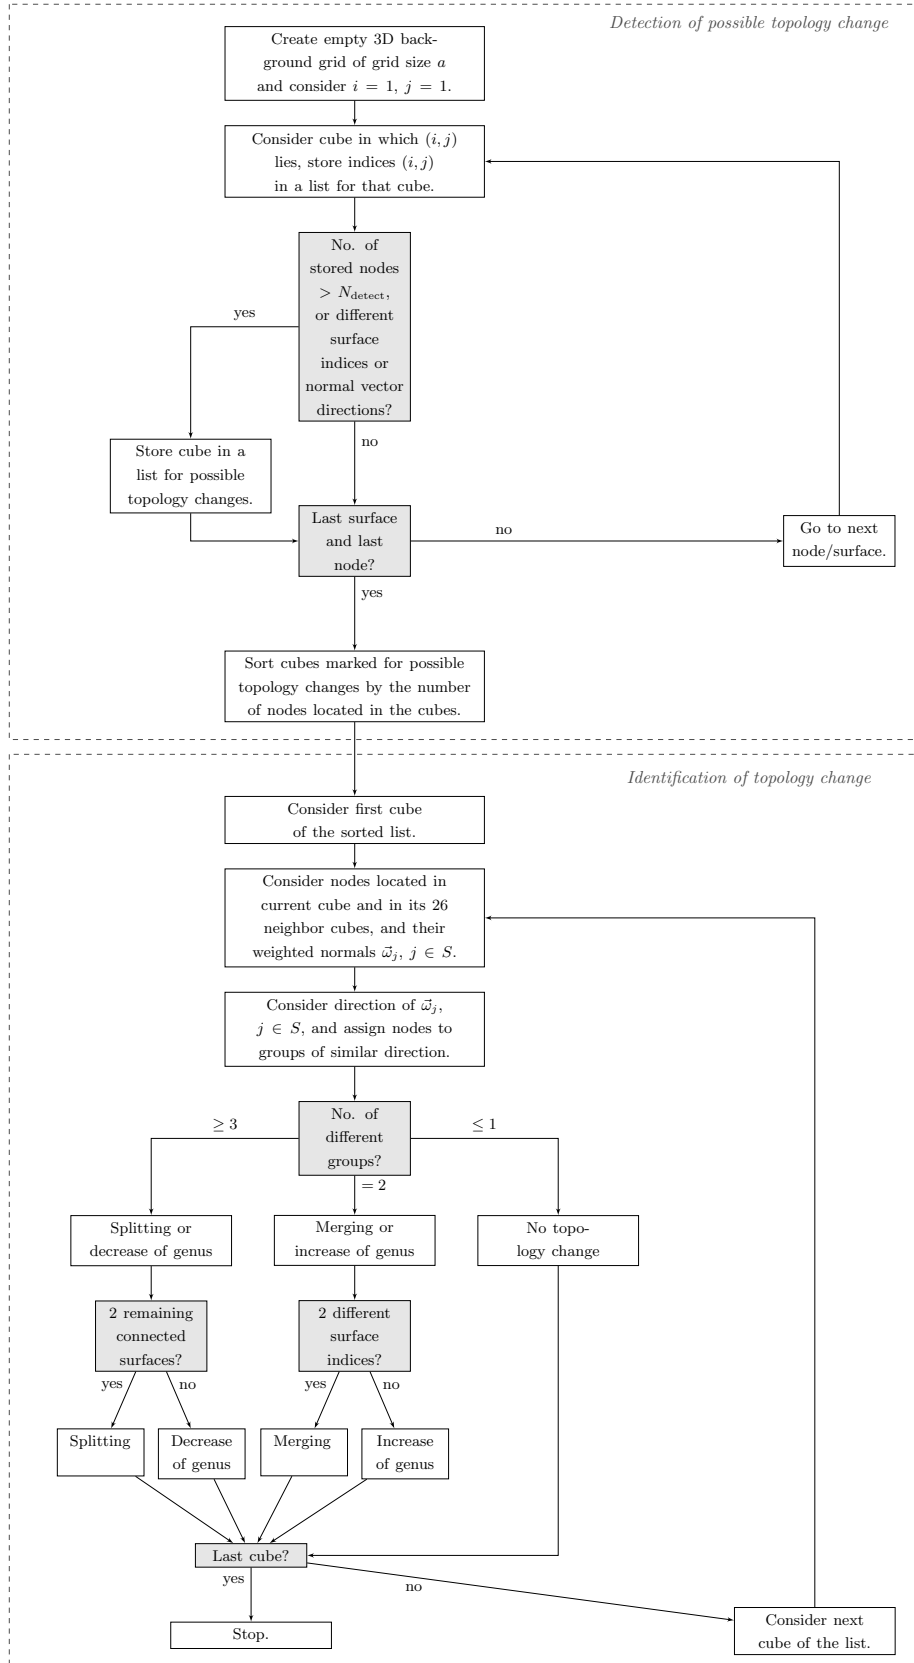 Detection of possible topology change
Create empty 3D back-
ground grid of grid size a
and consider i = 1, j = 1.
Consider cube in which (i, j)
lies, store indices (i, j)
in a list for that cube.
No. of
stored nodes
> N_detect,
or different
surface
indices or
normal vector
directions?
yes
no
Store cube in a
list for possible
topology changes.
Last surface
and last
node?
no
Go to next
node/surface.
yes
Sort cubes marked for possible
topology changes by the number
of nodes located in the cubes.
Identification of topology change
Consider first cube
of the sorted list.
Consider nodes located in
current cube and in its 26
neighbor cubes, and their
weighted normals ω⃗_j, j ∈ S.
Consider direction of ω⃗_j,
j ∈ S, and assign nodes to
groups of similar direction.
No. of
different
groups?
≥ 3
≤ 1
= 2
Splitting or
decrease of genus
Merging or
increase of genus
No topo-
logy change
2 remaining
connected
surfaces?
2 different
surface
indices?
yes
no
yes
no
Splitting
Decrease
of genus
Merging
Increase
of genus
Last cube?
yes
no
Stop.
Consider next
cube of the list.